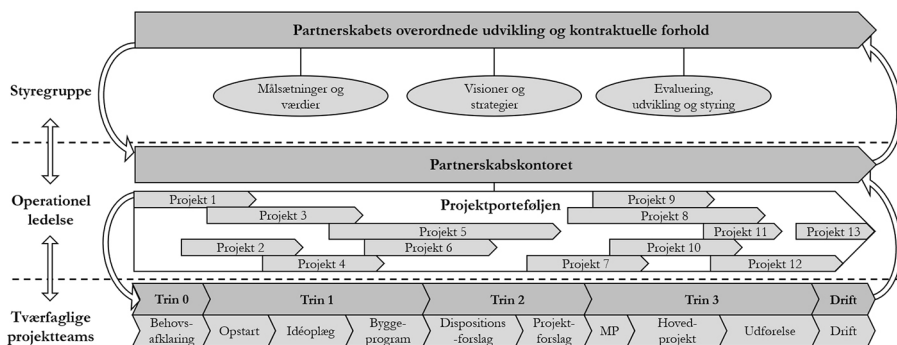 Partnerskabets overordnede udvikling og kontraktuelle forhold
Styregruppe
Målsætninger og
værdier
Visioner og
strategier
Evaluering,
udvikling og styring
Partnerskabskontoret
Operationel
ledelse
Projektporteføljen
Projekt 1
Projekt 9
Projekt 3
Projekt 8
Projekt 5
Projekt 11
Projekt 13
Projekt 2
Projekt 6
Projekt 10
Projekt 4
Projekt 7
Projekt 12
Tværfaglige
projektteams
Trin 0
Trin 1
Trin 2
Trin 3
Drift
Behovs-
afklaring
Opstart
Idéoplæg
Bygge-
program
Dispositions
-forslag
Projekt-
forslag
MP
Hoved-
projekt
Udførelse
Drift